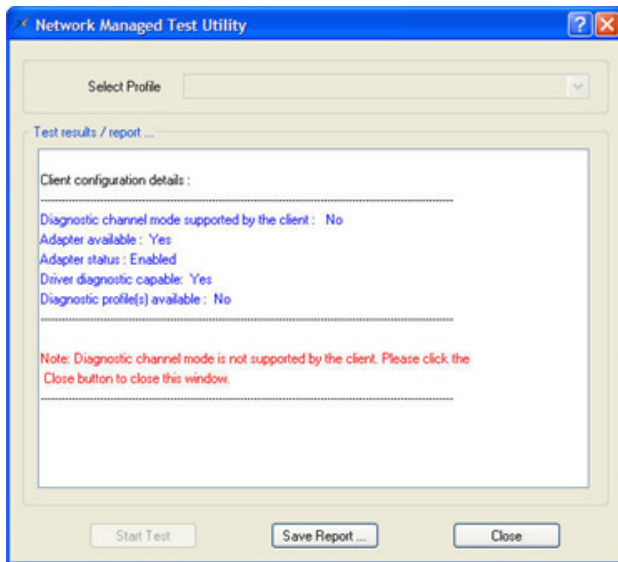 Network Managed Test Utility
Select Profile
Test results / report ...
Client configuration details :
Diagnostic channel mode supported by the client : No
Adapter available : Yes
Adapter status : Enabled
Driver diagnostic capable: Yes
Diagnostic profile(s) available : No
Note: Diagnostic channel mode is not supported by the client. Please click the
Close button to close this window.
Start Test
Save Report ...
Close